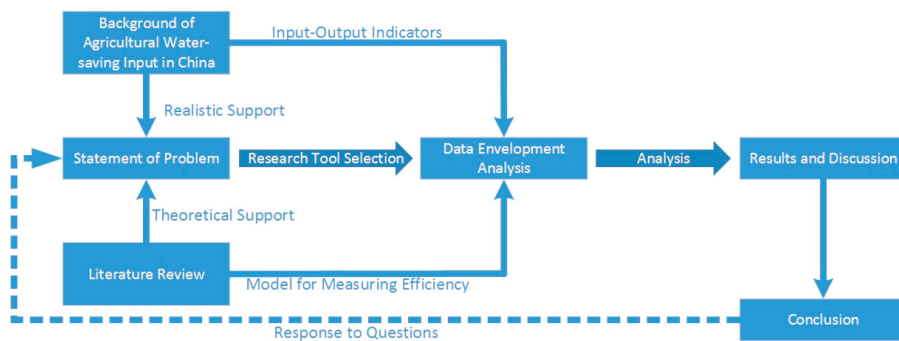 Background of
Agricultural Water-
saving Input in China
Input-Output Indicators
Realistic Support
Statement of Problem
Research Tool Selection
Data Envelopment
Analysis
Analysis
Results and Discussion
Theoretical Support
Literature Review
Model for Measuring Efficiency
Response to Questions
Conclusion